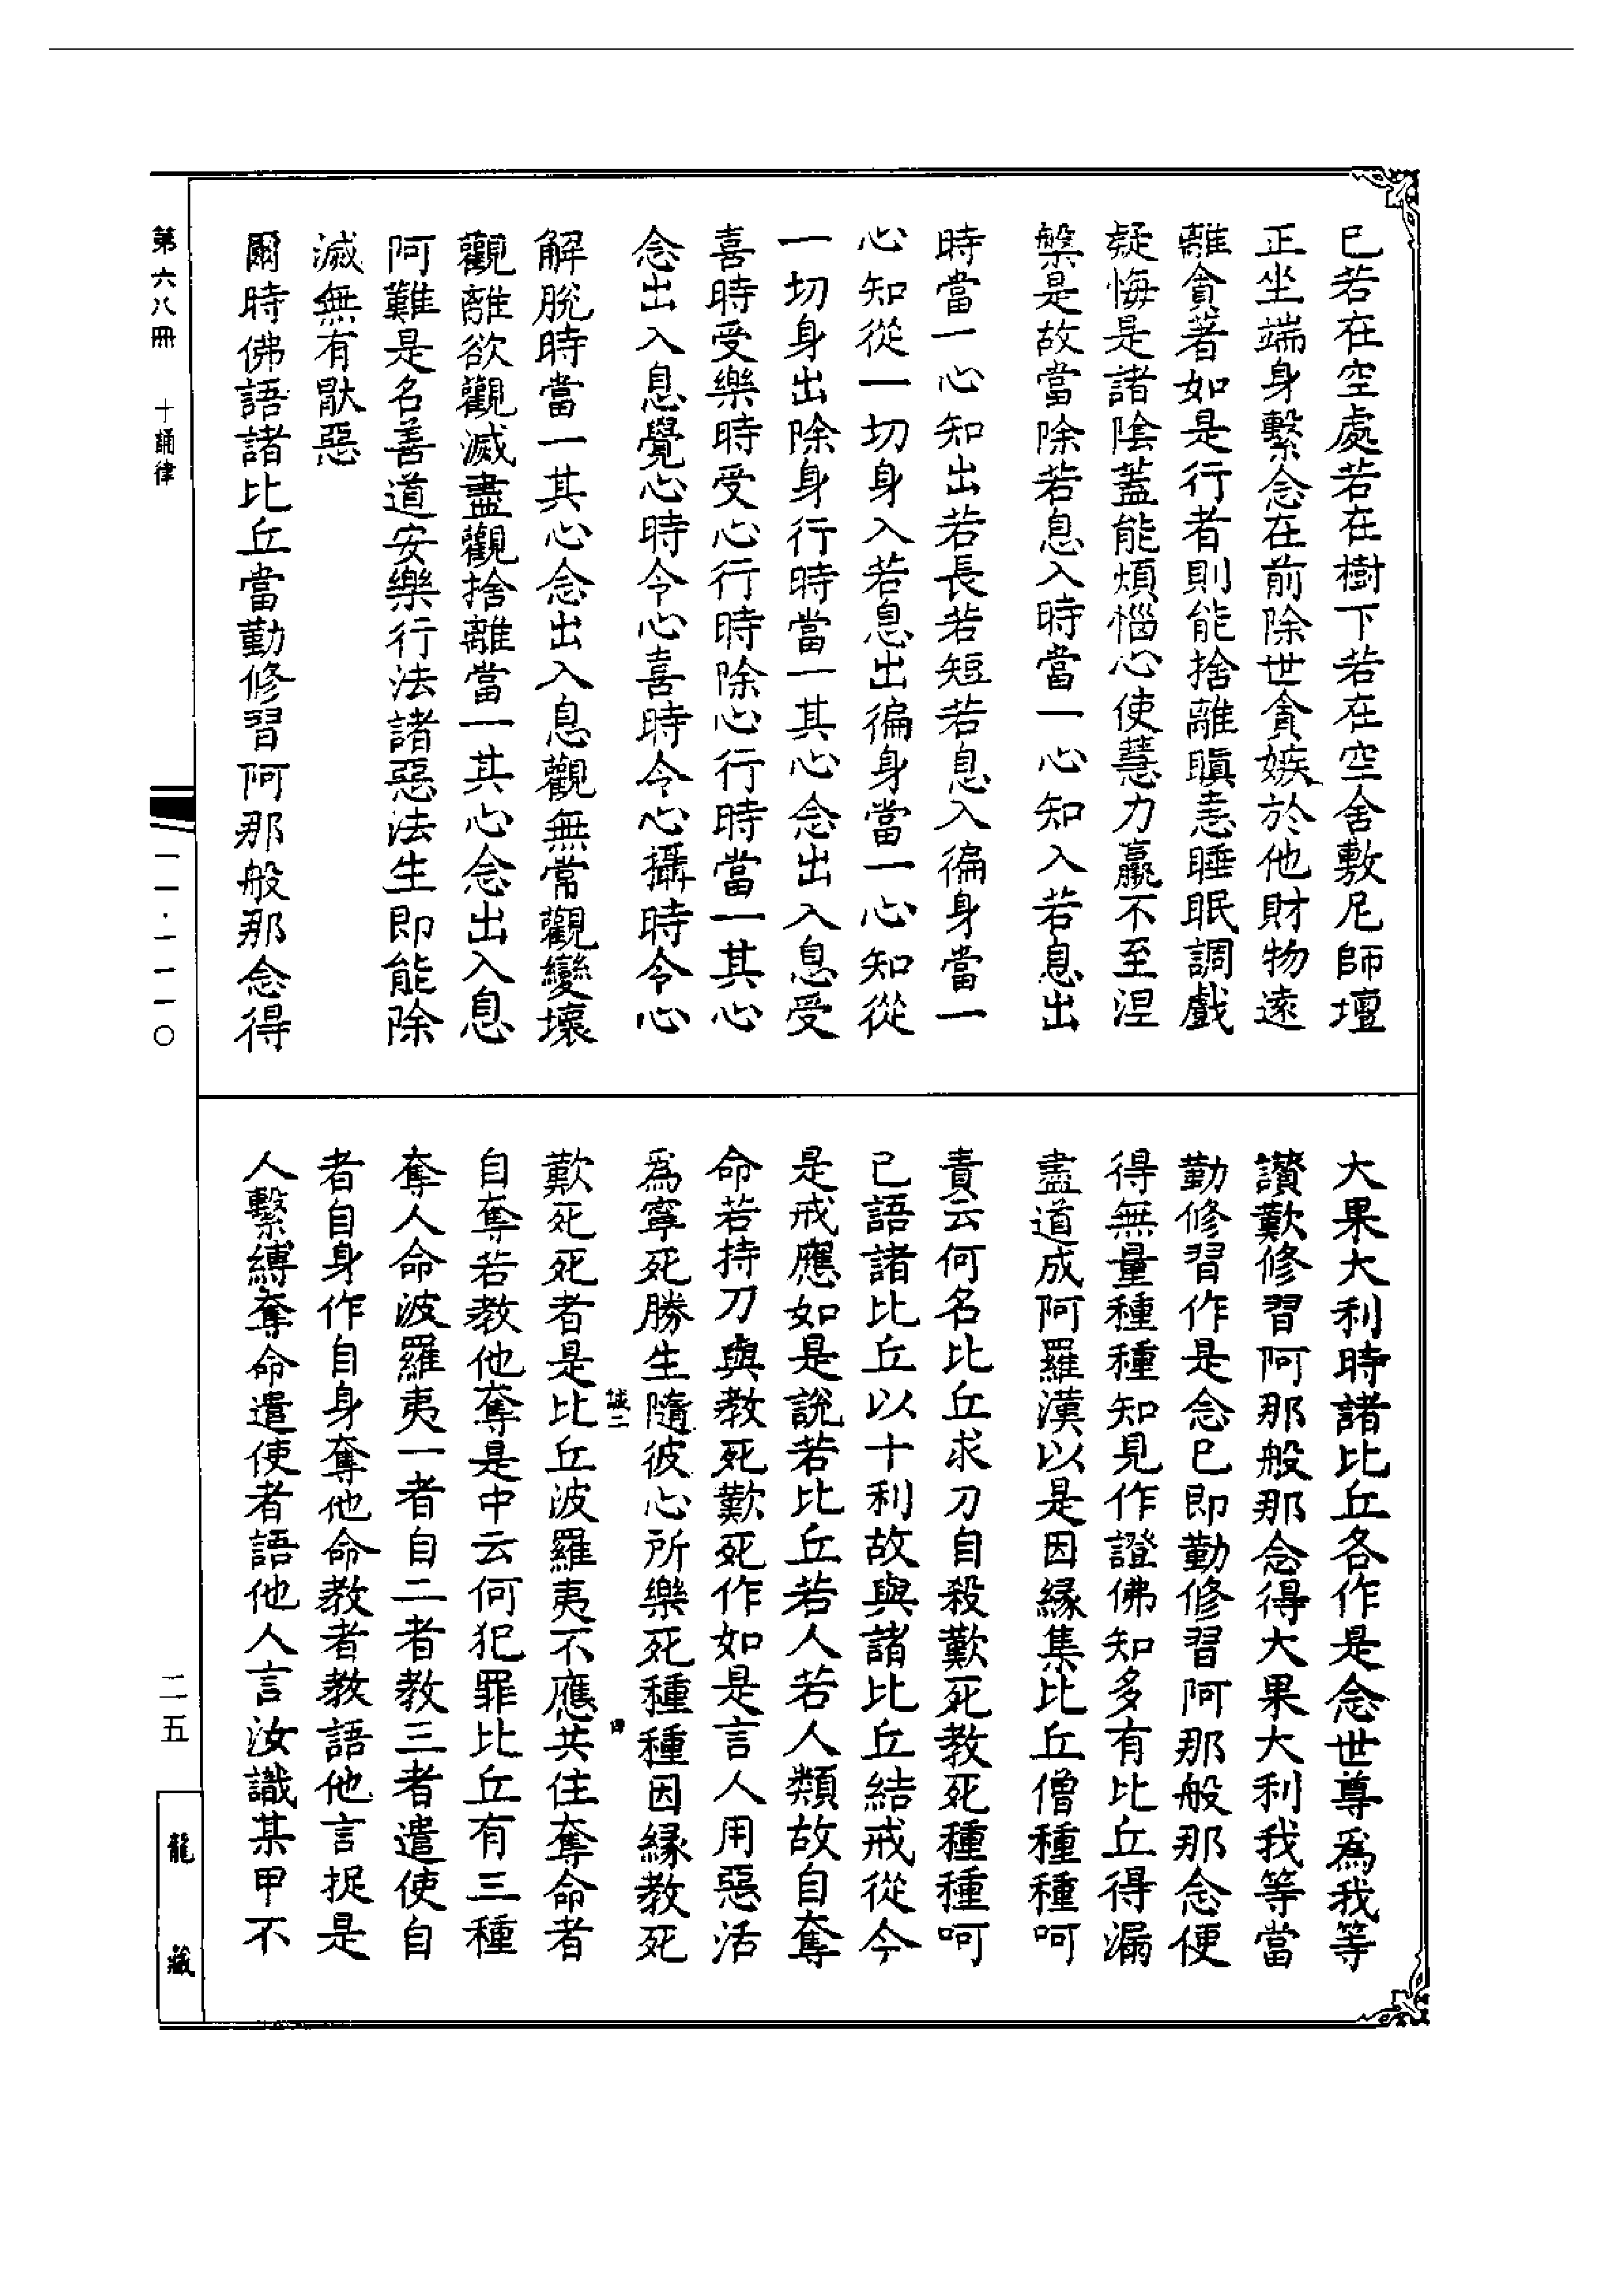 已若在空處若在樹下若在空舍敷尼師壇
正坐端身繫念在前除世貪嫉於他財物遠
離貪著如是行者則能捨離瞋恚睡眠調戲
疑悔是諸陰蓋能煩惱心使慧力羸不至涅
槃是故當除若息入時當一心知入若息出
時當一心知出若長若短若息入徧身當一
心知從一切身入若息出徧身當一心知從
一切身出除身行時當一其心念出入息受
喜時受樂時受心行時除心行時當一其心
念出入息覺心時令心喜時令心攝時令心
解脫時當一其心念出入息觀無常觀變壞
觀離欲觀滅盡觀捨離當一其心念出入息
阿難是名善道安樂行法諸惡法生即能除
滅無有猒惡
爾時佛語諸比丘當勤修習阿那般那念得
大果大利時諸比丘各作是念世尊為我等
讚歎修習阿那般那念得大果大利我等當
勤修習作是念已即勤修習阿那般那念便
得無量種種知見作證佛知多有比丘得漏
盡道成阿羅漢以是因緣集比丘僧種種呵
責云何名比丘求刀自殺歎死教死種種呵
已語諸比丘以十利故與諸比丘結戒從今
是戒應如是說若比丘若人若人類故自奪
命若持刀與教死歎死作如是言人用惡活
為寧死勝生隨彼心所樂死種種因緣教死
誠二
歎死死者是比丘波羅夷不應共住奪命者
自奪若教他奪是中云何犯罪比丘有三種
奪人命波羅夷一者自二者教三者遣使自
者自身作自身奪他命教者教語他言捉是
人繫縛奪命遣使者語他人言汝識某甲不
第六八冊 十誦律
一一·一一一〇
二五
龍藏